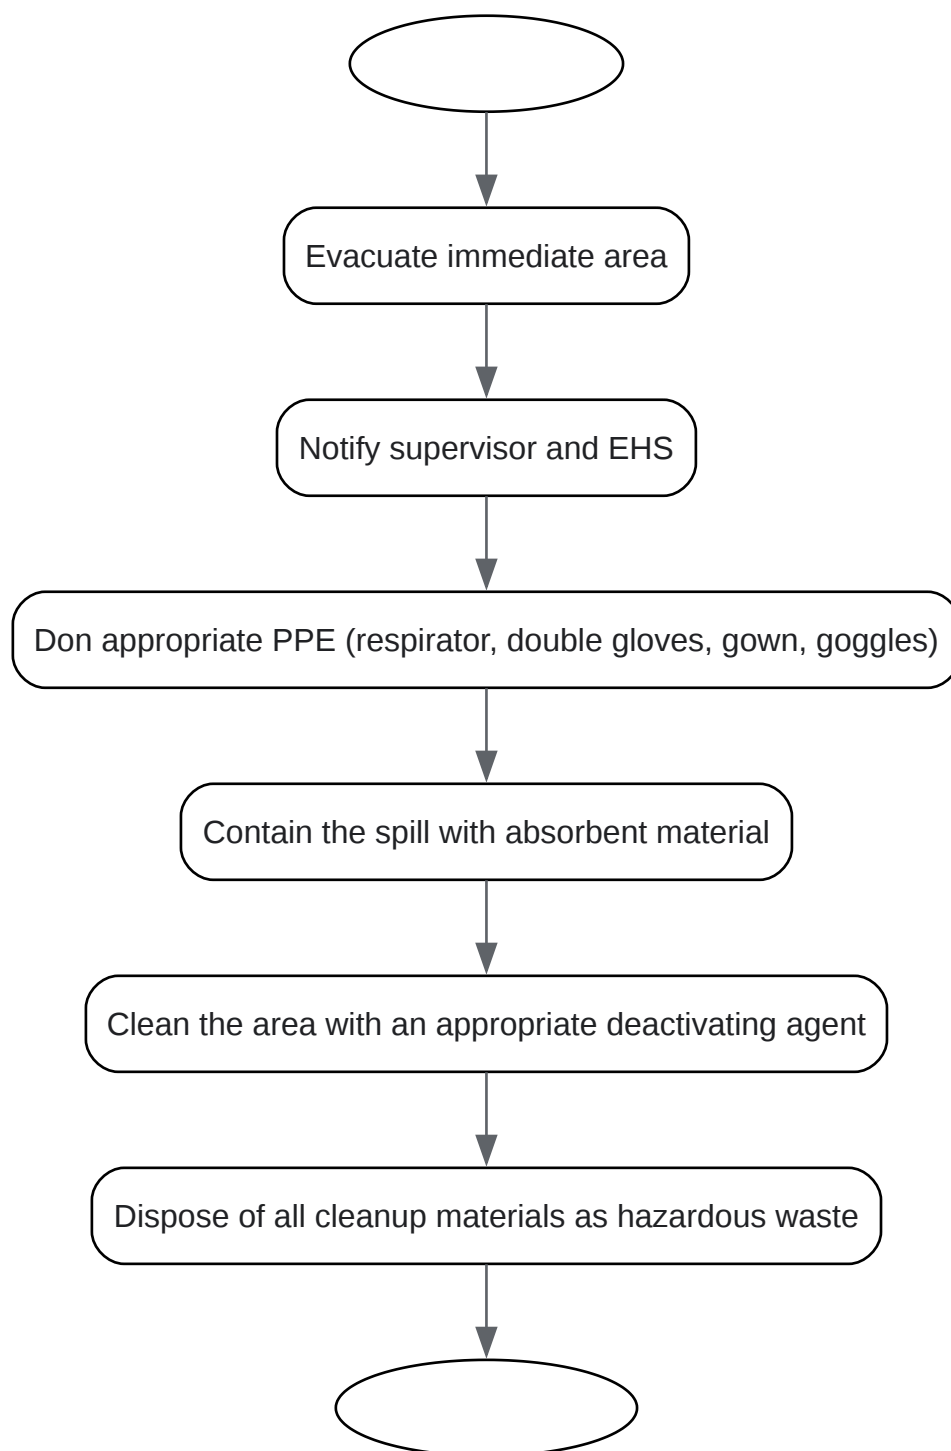 Evacuate immediate area
Notify supervisor and EHS
Don appropriate PPE (respirator, double gloves, gown, goggles)
Contain the spill with absorbent material
Clean the area with an appropriate deactivating agent
Dispose of all cleanup materials as hazardous waste